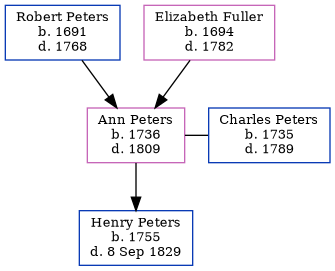 Robert Peters
b. 1691
d. 1768
Elizabeth Fuller
b. 1694
d. 1782
Ann Peters
b. 1736
d. 1809
Charles Peters
b. 1735
d. 1789
Henry Peters
b. 1755
d. 8 Sep 1829